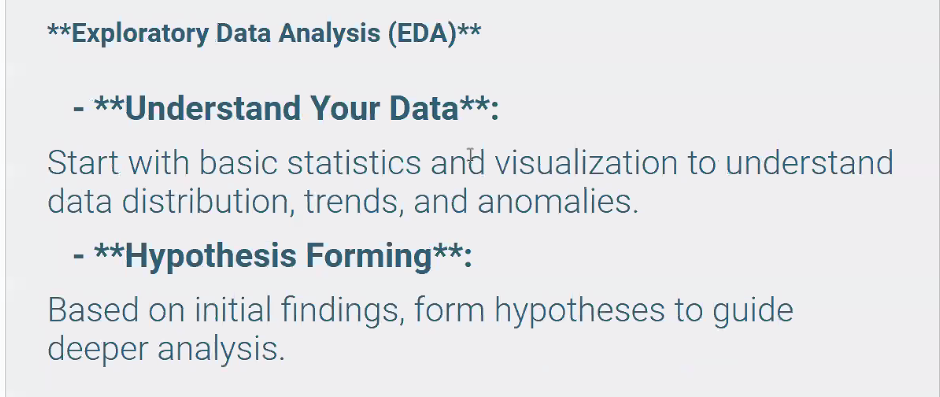 **Exploratory Data Analysis (EDA)**
- **Understand Your Data**:
Start with basic statistics and visualization to understand
data distribution, trends, and anomalies.
- **Hypothesis Forming**:
Based on initial findings, form hypotheses to guide
deeper analysis.